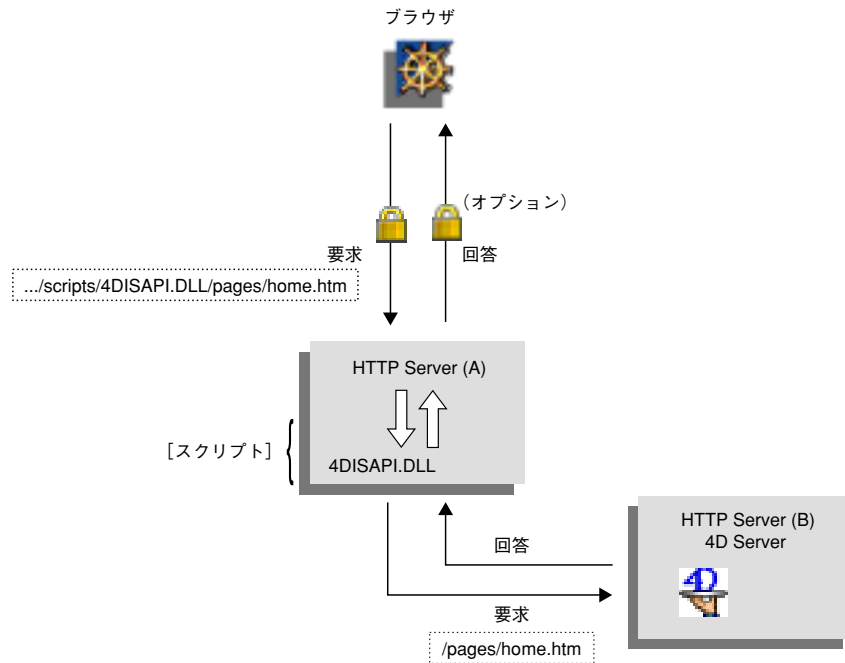 ブラウザ
(オプション)
要求
回答
.../scripts/4DISAPI.DLL/pages/home.htm
HTTP Server (A)
[スクリプト]
4DISAPI.DLL
HTTP Server (B)
4D Server
回答
4D
要求
/pages/home.htm